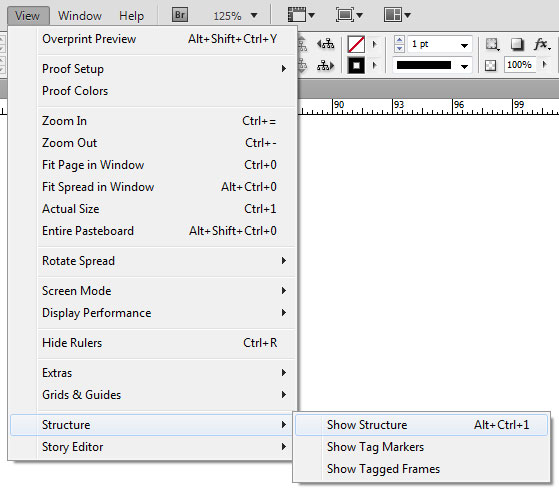 View Window Help Br 125%
Overprint Preview Alt+Shift+Ctrl+Y
1 pt
Proof Setup
100%
Proof Colors
90 93 96 99
Zoom In Ctrl+=
Zoom Out Ctrl+-
Fit Page in Window Ctrl+0
Fit Spread in Window Alt+Ctrl+0
Actual Size Ctrl+1
Entire Pasteboard Alt+Shift+Ctrl+0
Rotate Spread
Screen Mode
Display Performance
Hide Rulers Ctrl+R
Extras
Grids & Guides
Structure
Story Editor
Show Structure Alt+Ctrl+1
Show Tag Markers
Show Tagged Frames